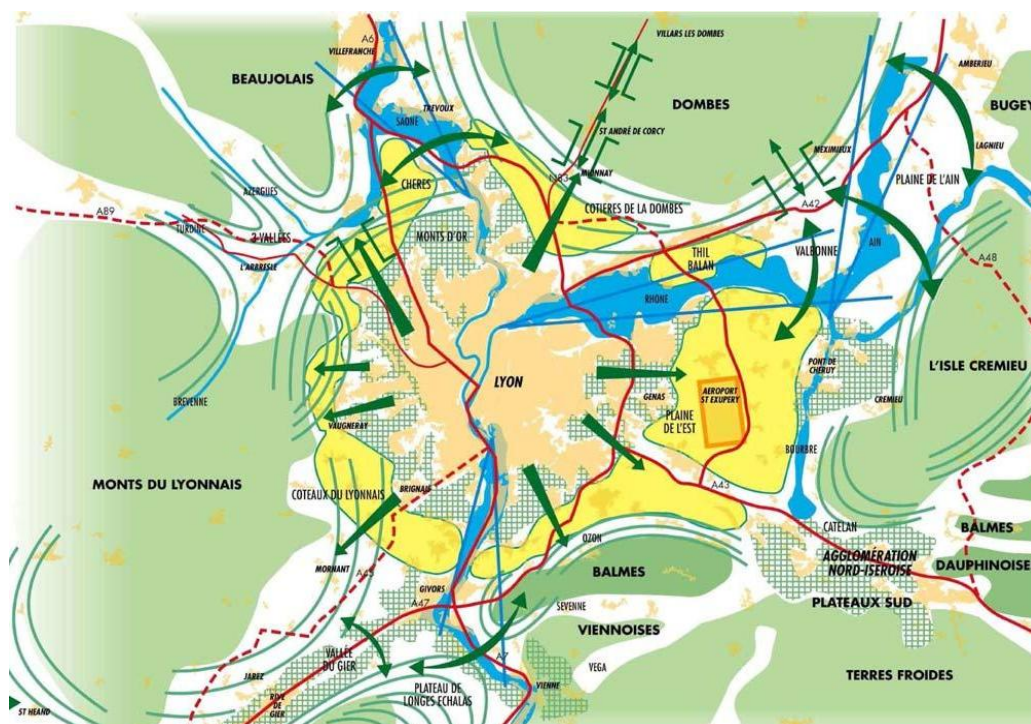 VILLARS LES DOMBES
A6
VILLEFRANCHE
BEAUJOLAIS
AMBERIEU
TREVOUX
SAONE
DOMBES
BUGEY
ST ANDRÉ DE CORCY
LAGNIEU
MEXIMIEUX
MIONNAY
PLAINE DE L'AIN
AZERGUES
CHERES
A89
TURDINE
3 VALLÉES
MONTS D'OR
COTIERES DE LA DOMBES
A42
VALBONNE
AIN
THIL
BALAN
A48
L'ARBRESLE
RHÔNE
PONT DE
CHERUY
L'ISLE CREMIEU
LYON
GENAS
AEROPORT
ST EXUPERY
CREMIEU
BREVENNE
VAUGNERAY
PLAINE
DE L'EST
BOURBRE
MONTS DU LYONNAIS
COTEAUX DU LYONNAIS
BRIGNAIS
A43
CATELAN
BALMES
OZON
AGGLOMÉRATION
NORD-ISEROISE
DAUPHINOISE
MORNANT
A45
BALMES
GIVORS
A47
SEVENNE
PLATEAUX SUD
VIENNOISES
VALLÉE
DU GIER
A7
VEGA
TERRES FROIDES
JAREZ
PLATEAU DE
LONGES ECHALAS
VIENNE
RIVE
DE
GIER
ST HEAND